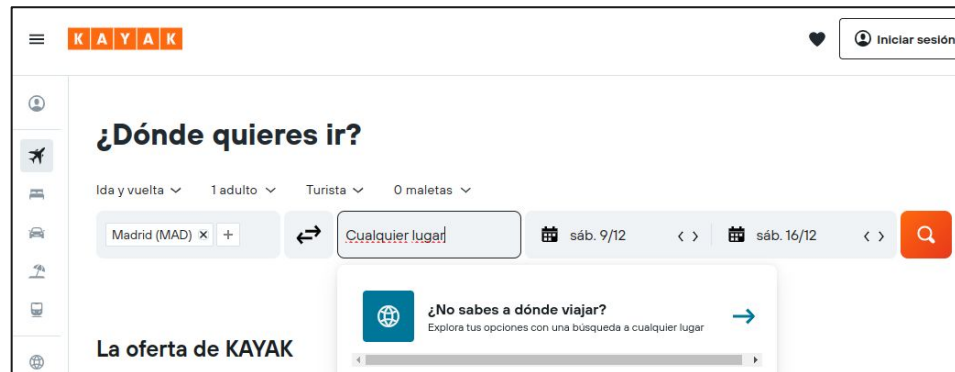 KAYAK
Iniciar sesión
¿Dónde quieres ir?
Ida y vuelta 1 adulto Turista 0 maletas
Madrid (MAD) × + Cualquier lugar sáb. 9/12 sáb. 16/12
¿No sabes a dónde viajar?
Explora tus opciones con una búsqueda a cualquier lugar
La oferta de KAYAK